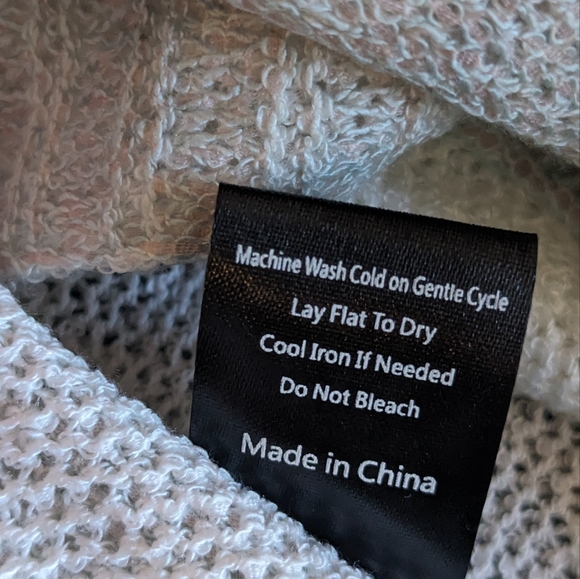 Machine Wash Cold on Gentle Cycle
Lay Flat To Dry
Cool Iron If Needed
Do Not Bleach
Made in China